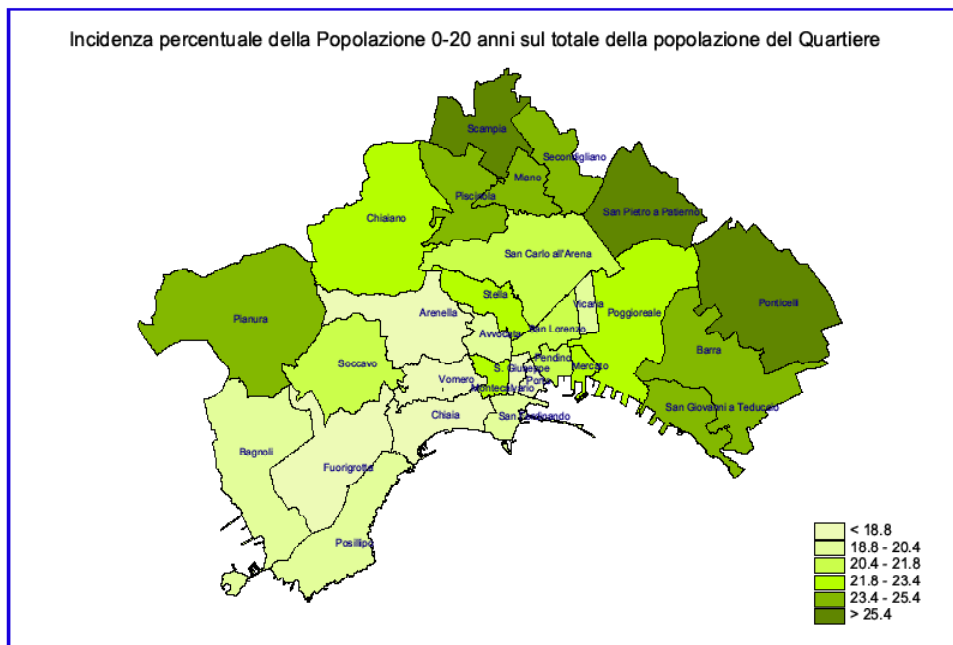 Incidenza percentuale della Popolazione 0-20 anni sul totale della popolazione del Quartiere
Scampia
Secondigliano
Miano
Piscinola
San Pietro a Patierno
Chiaiano
San Carlo all'Arena
Stella
Vicaria
Ponticelli
Arenella
Poggioreale
Pianura
Avvocata
San Lorenzo
Barra
Soccavo
Pendino
S. Giuseppe
Mercato
Vomero
Porto
Montecalvario
San Giovanni a Teduccio
Chiaia
San Ferdinando
Bagnoli
Fuorigrotta
Posillipo
< 18.8
18.8 - 20.4
20.4 - 21.8
21.8 - 23.4
23.4 - 25.4
> 25.4